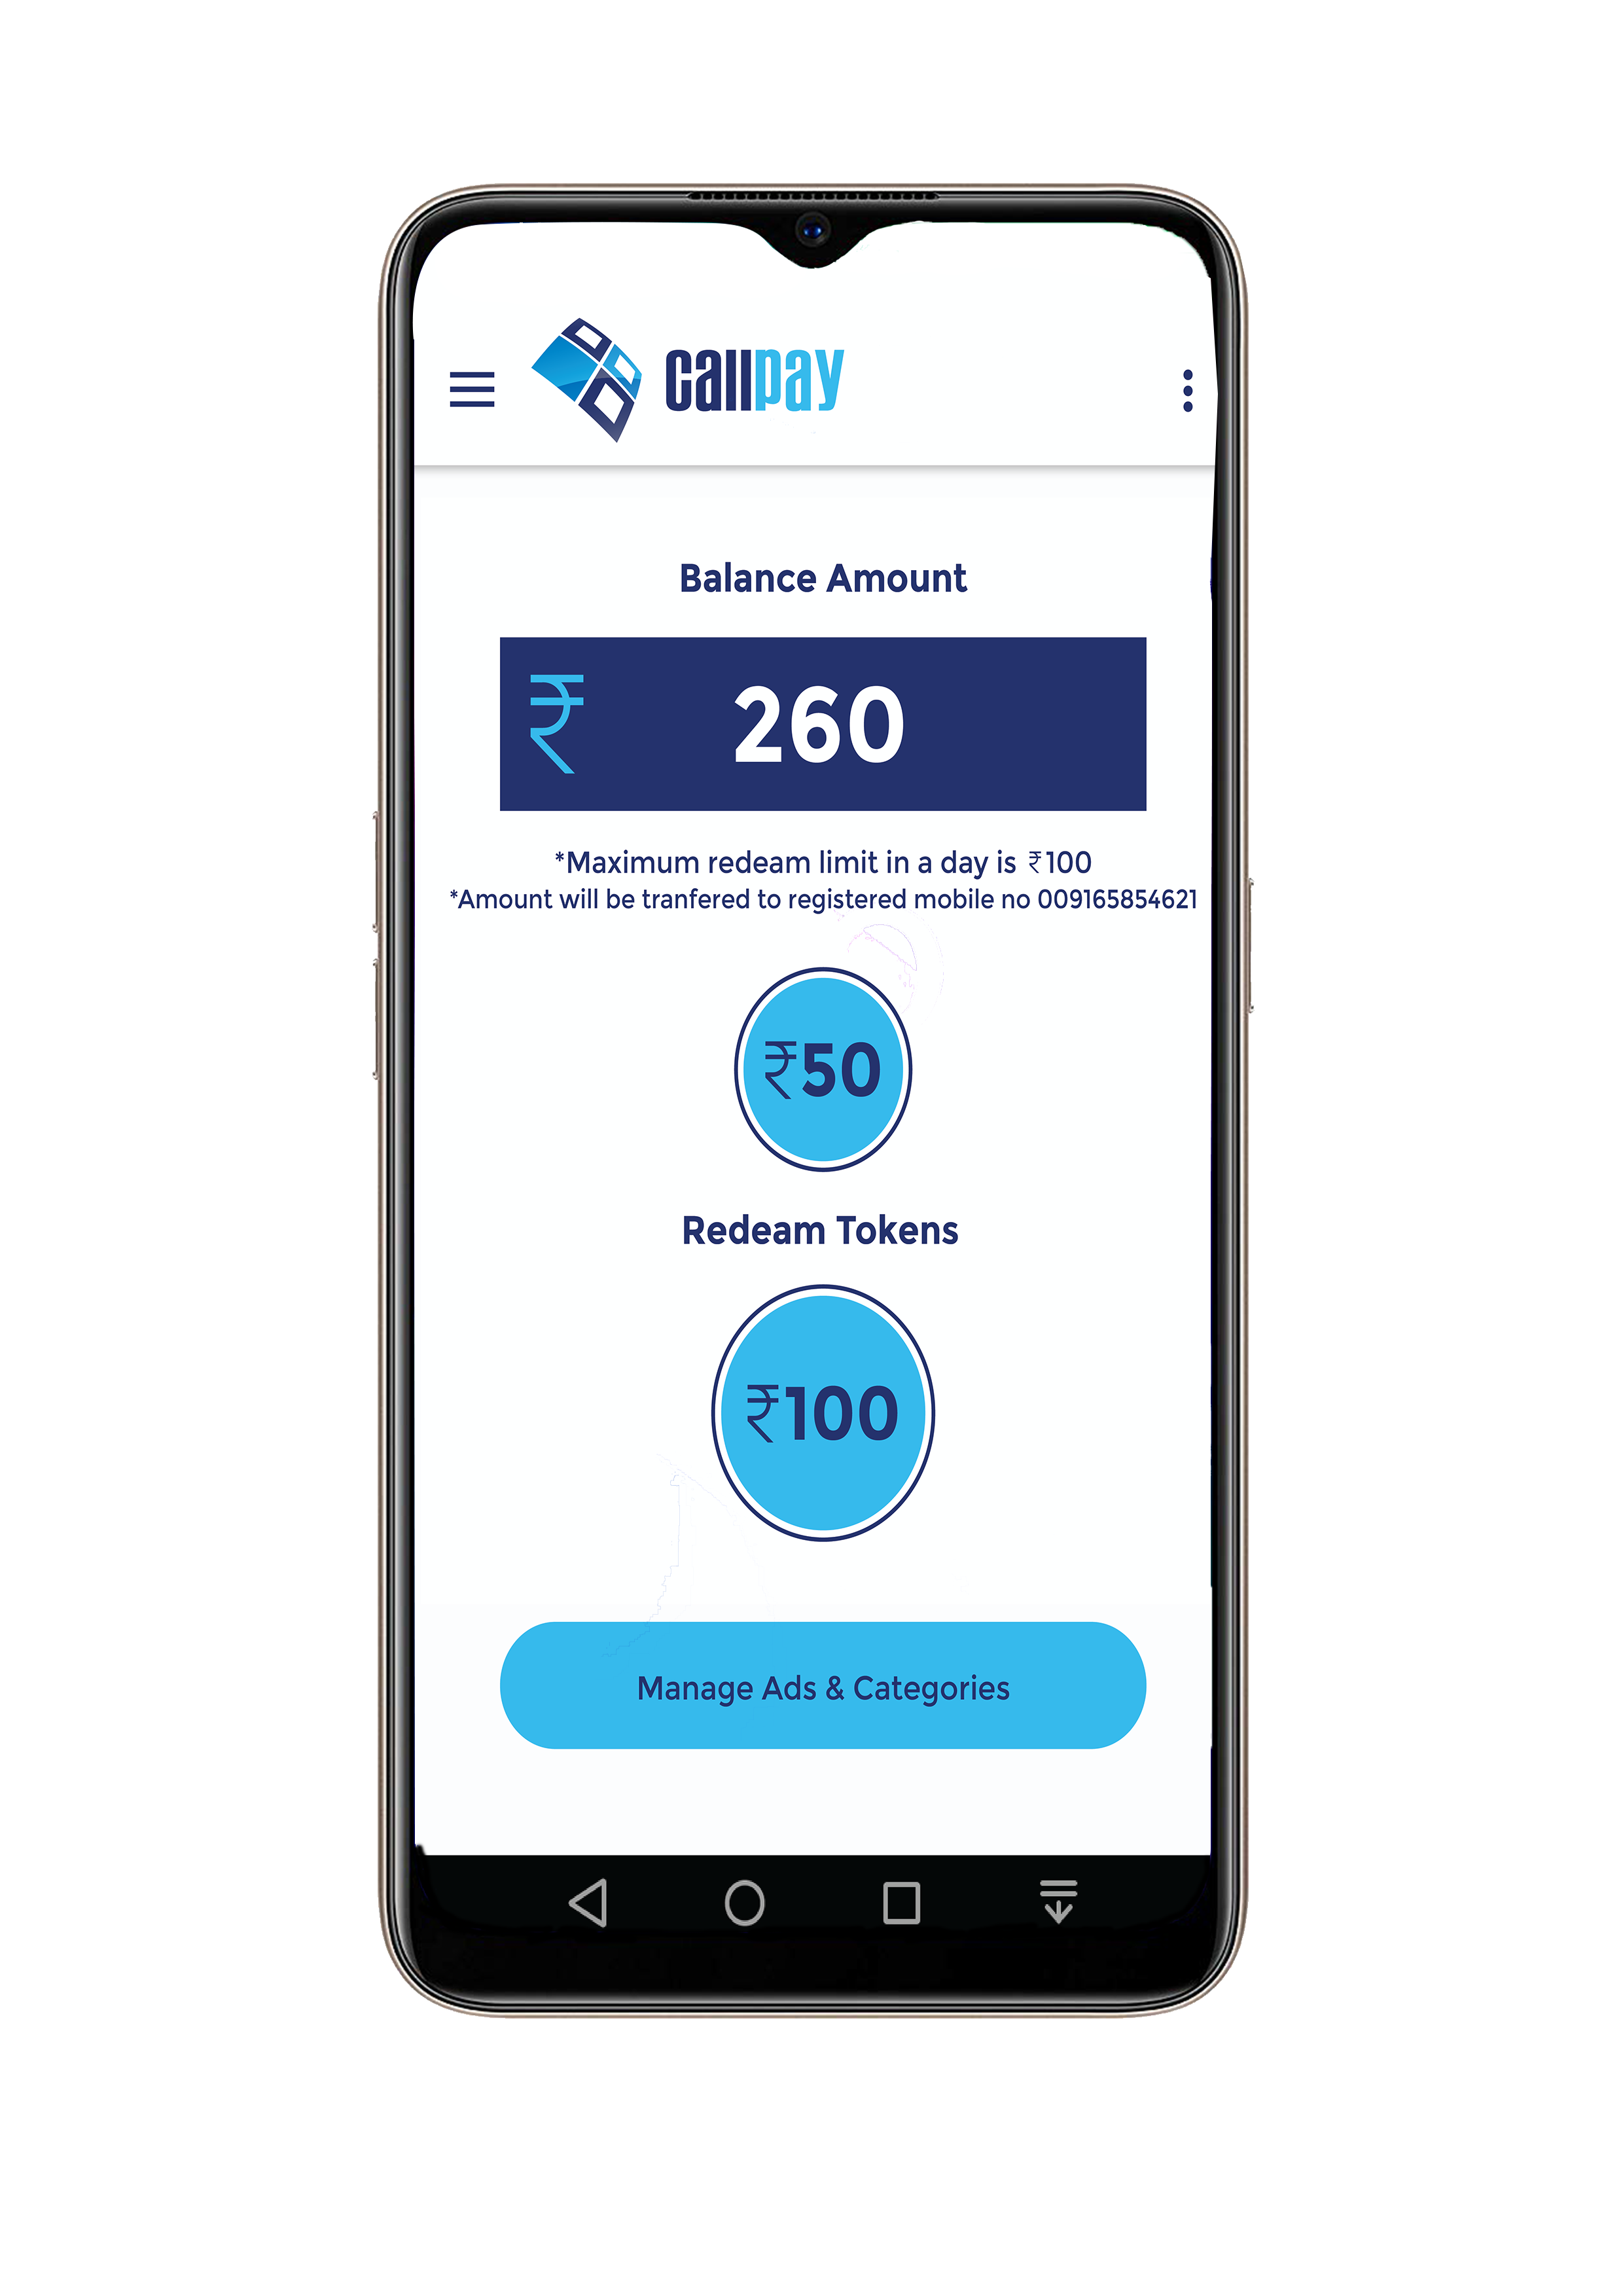 callpay
Balance Amount
₹ 260
*Maximum redeam limit in a day is ₹100
*Amount will be tranfered to registered mobile no 009165854621
₹50
Redeam Tokens
₹100
Manage Ads & Categories